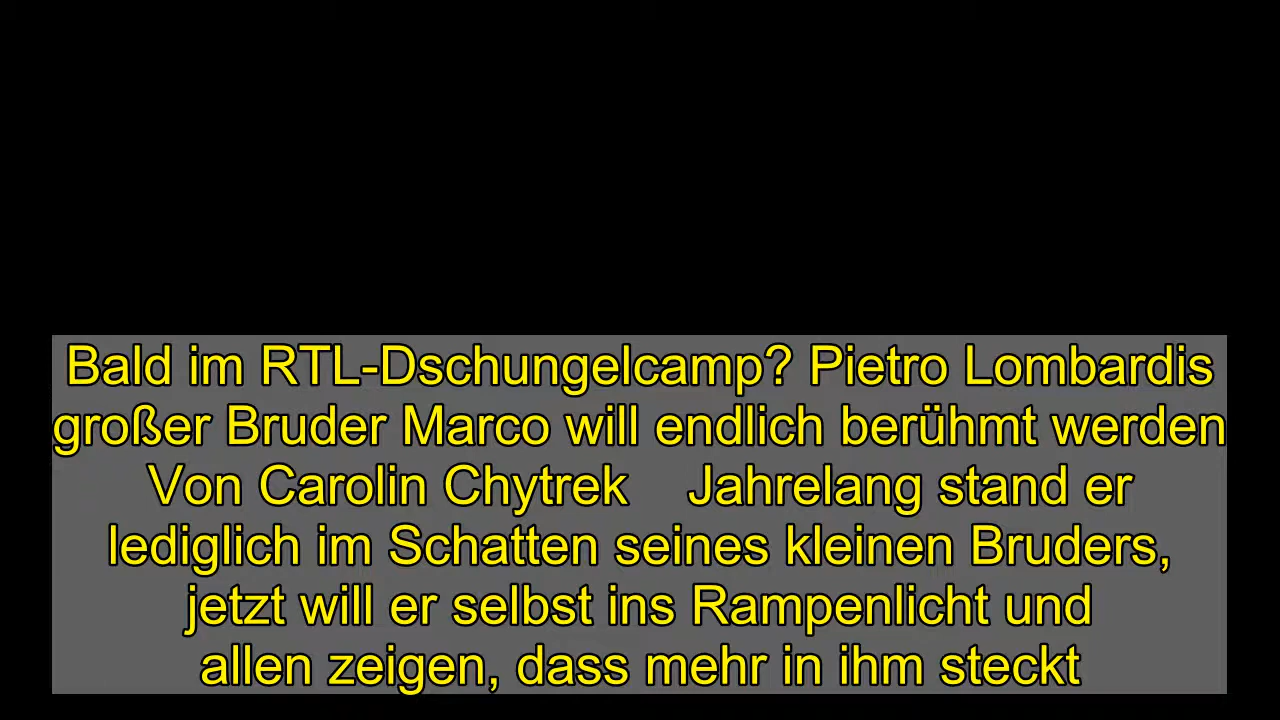 Bald im RTL-Dschungelcamp? Pietro Lombardis
großer Bruder Marco will endlich berühmt werden
Von Carolin Chytrek    Jahrelang stand er
lediglich im Schatten seines kleinen Bruders,
jetzt will er selbst ins Rampenlicht und
allen zeigen, dass mehr in ihm steckt